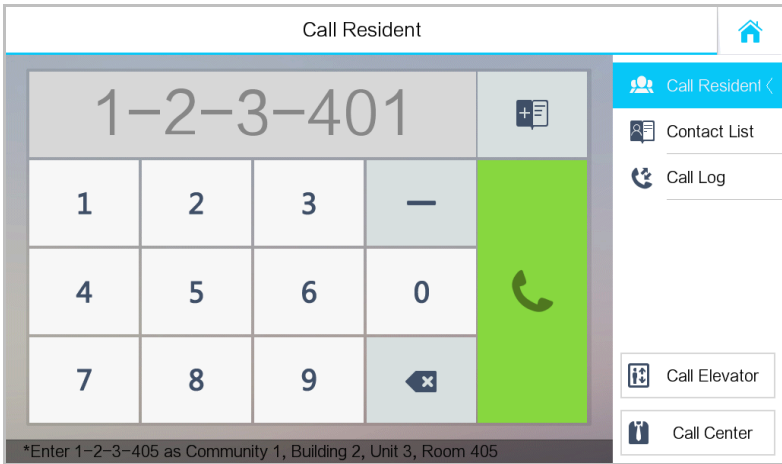 Call Resident
1-2-3-401
Call Resident
Contact List
Call Log
1 2 3 —
4 5 6 0
7 8 9
Call Elevator
Call Center
*Enter 1-2-3-405 as Community 1, Building 2, Unit 3, Room 405